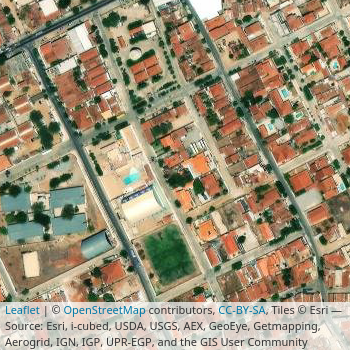 Leaflet | © OpenStreetMap contributors, CC-BY-SA, Tiles © Esri —
Source: Esri, i-cubed, USDA, USGS, AEX, GeoEye, Getmapping,
Aerogrid, IGN, IGP, UPR-EGP, and the GIS User Community